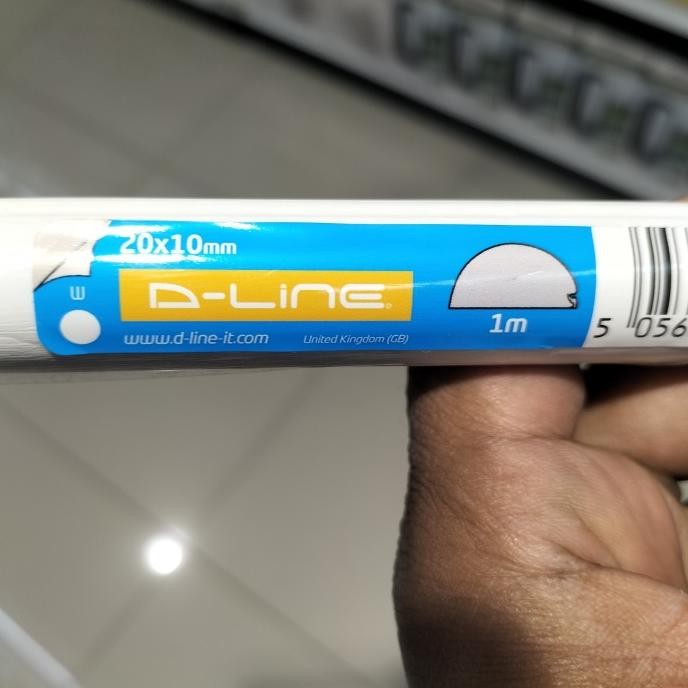 20x10mm
D-Line
www.d-line-it.com
United Kingdom (GB)
1m
5 056